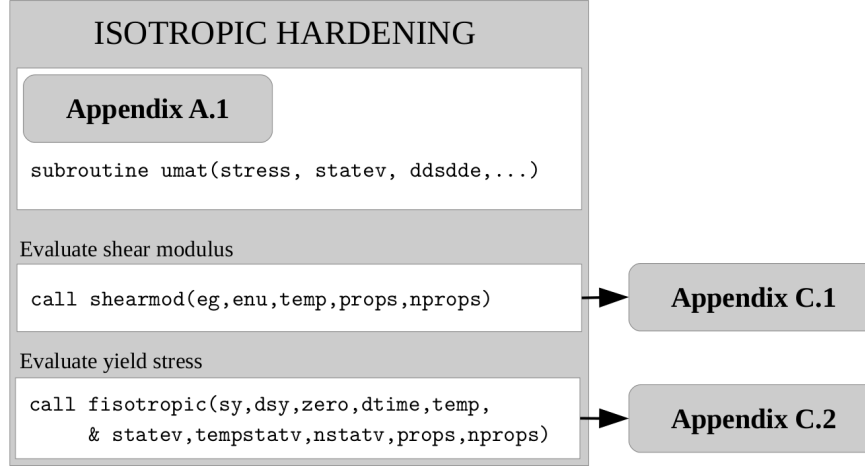 ISOTROPIC HARDENING
Appendix A.1
subroutine umat(stress, statev, ddsdde,...)
Evaluate shear modulus
call shearmod(eg,enu,temp,props,nprops)
Appendix C.1
Evaluate yield stress
call fisotropic(sy,dsy,zero,dtime,temp,
& statev,tempstatv,nstatv,props,nprops)
Appendix C.2